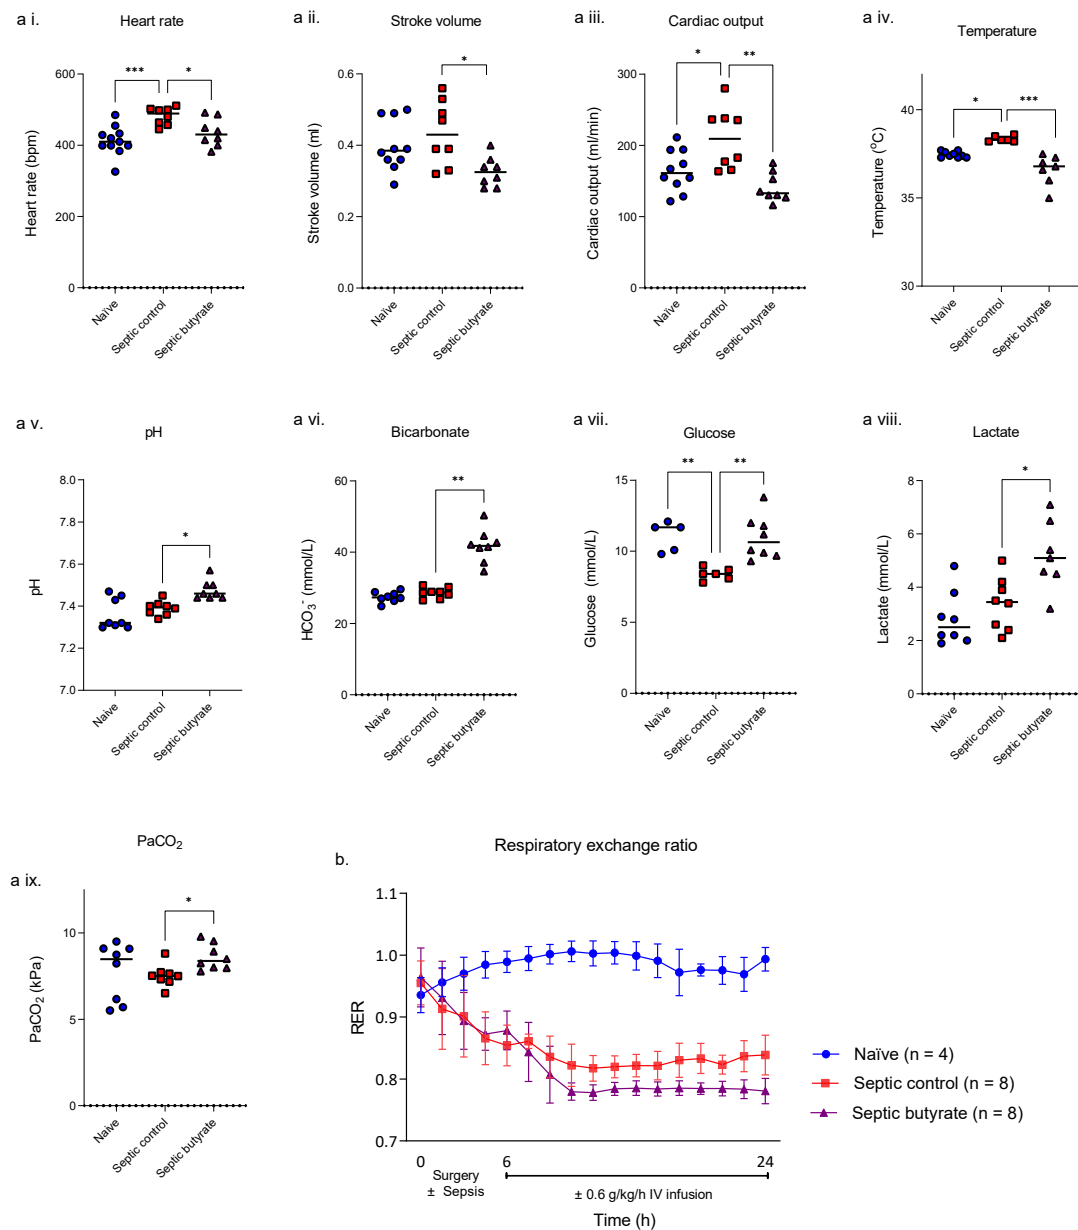 a i.
Heart rate
***
*
600
400
200
0
Heart rate (bpm)
Naïve
Septic control
Septic butyrate
a ii.
Stroke volume
*
0.6
0.4
0.2
0.0
Stroke volume (ml)
Naïve
Septic control
Septic butyrate
a iii.
Cardiac output
*
**
300
200
100
0
Cardiac output (ml/min)
Naïve
Septic control
Septic butyrate
a iv.
Temperature
*
***
40
35
30
Temperature (°C)
Naïve
Septic control
Septic butyrate
a v.
pH
*
8.0
7.8
7.6
7.4
7.2
7.0
pH
Naïve
Septic control
Septic butyrate
a vi.
Bicarbonate
**
60
40
20
0
HCO₃⁻ (mmol/L)
Naïve
Septic control
Septic butyrate
a vii.
Glucose
**
**
15
10
5
0
Glucose (mmol/L)
Naïve
Septic control
Septic butyrate
a viii.
Lactate
*
8
6
4
2
0
Lactate (mmol/L)
Naïve
Septic control
Septic butyrate
a ix.
PaCO₂
*
10
5
0
PaCO₂ (kPa)
Naïve
Septic control
Septic butyrate
b.
Respiratory exchange ratio
1.1
1.0
0.9
0.8
0.7
RER
0
6
24
Surgery
± Sepsis
± 0.6 g/kg/h IV infusion
Time (h)
Naïve (n = 4)
Septic control (n = 8)
Septic butyrate (n = 8)